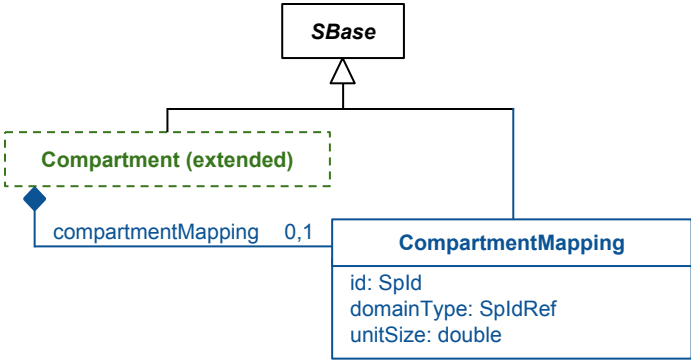 SBase
Compartment (extended)
compartmentMapping 0,1
CompartmentMapping
id: SpId
domainType: SpIdRef
unitSize: double